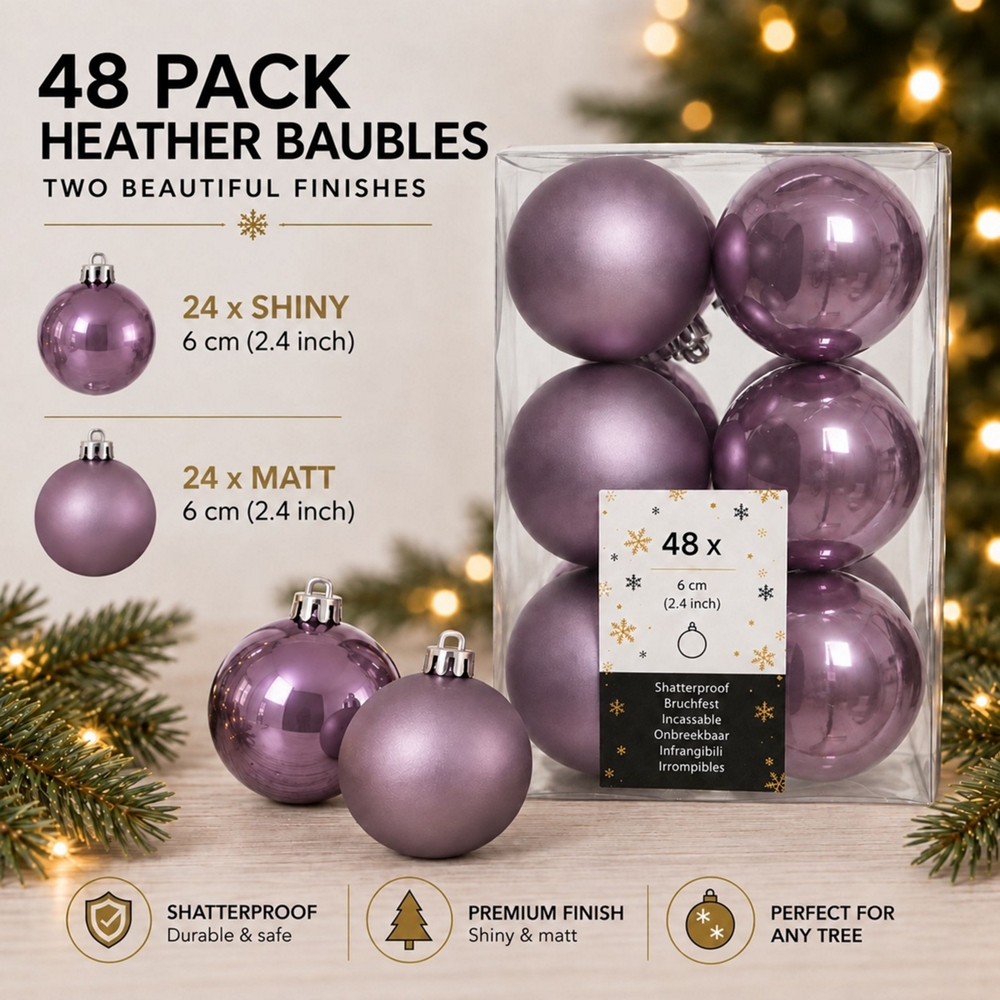 48 PACK
HEATHER BAUBLES
TWO BEAUTIFUL FINISHES
24 x SHINY
6 cm (2.4 inch)
24 x MATT
6 cm (2.4 inch)
48 x
6 cm
(2.4 inch)
Shatterproof
Bruchfest
Incassable
Onbreekbaar
Infrangibili
Irrompibles
SHATTERPROOF
Durable & safe
PREMIUM FINISH
Shiny & matt
PERFECT FOR
ANY TREE